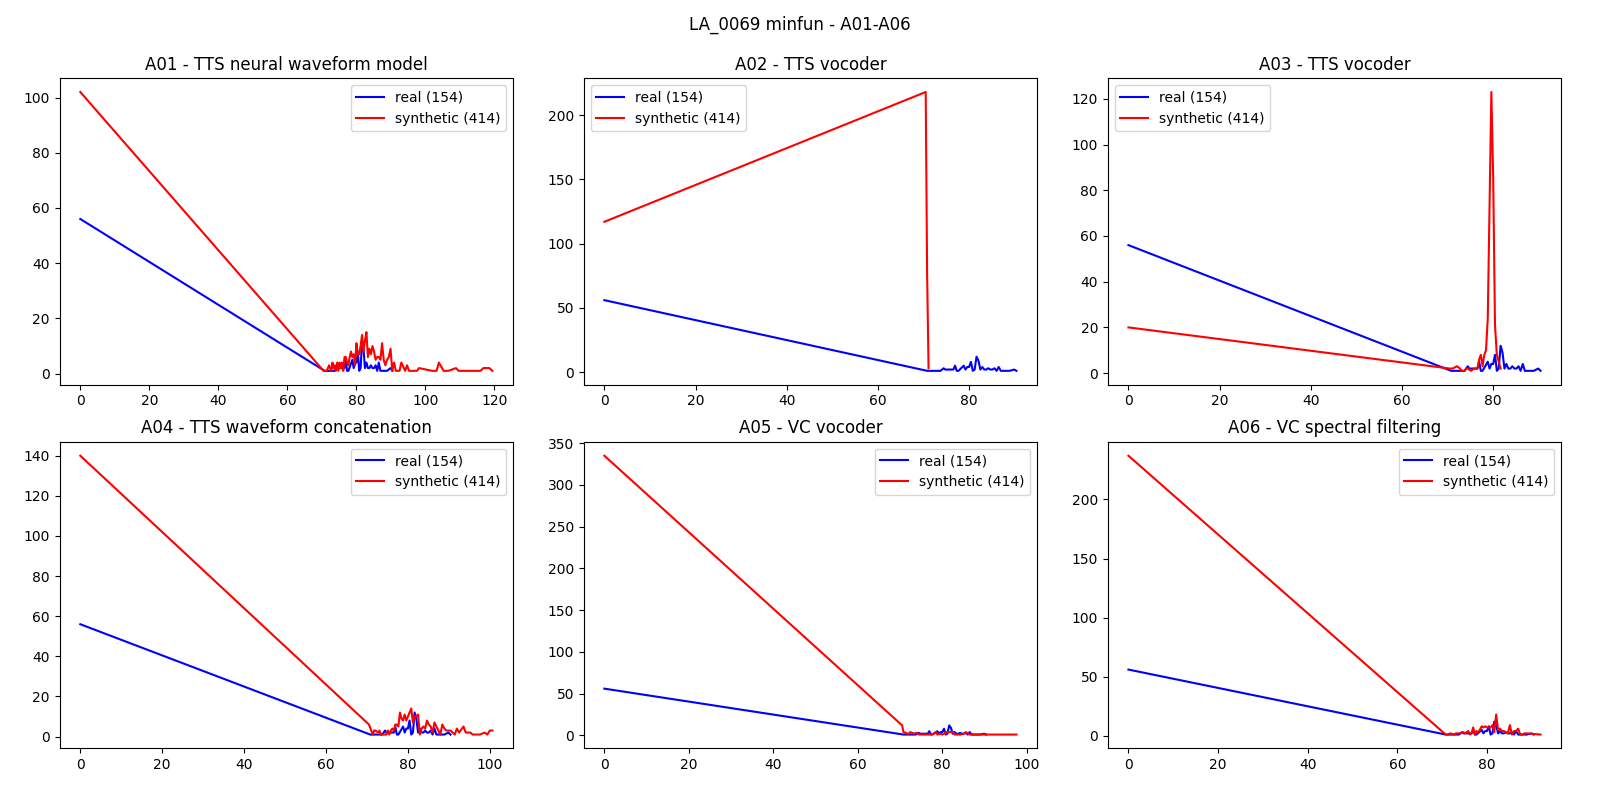 LA_0069 minfun - A01-A06
A01 - TTS neural waveform model
A02 - TTS vocoder
A03 - TTS vocoder
real (154)
synthetic (414)
real (154)
synthetic (414)
real (154)
synthetic (414)
100
80
60
40
20
0
200
150
100
50
0
120
100
80
60
40
20
0
0 20 40 60 80 100 120
0 20 40 60 80
0 20 40 60 80
A04 - TTS waveform concatenation
A05 - VC vocoder
A06 - VC spectral filtering
real (154)
synthetic (414)
real (154)
synthetic (414)
real (154)
synthetic (414)
140
120
100
80
60
40
20
0
350
300
250
200
150
100
50
0
200
150
100
50
0
0 20 40 60 80 100
0 20 40 60 80 100
0 20 40 60 80